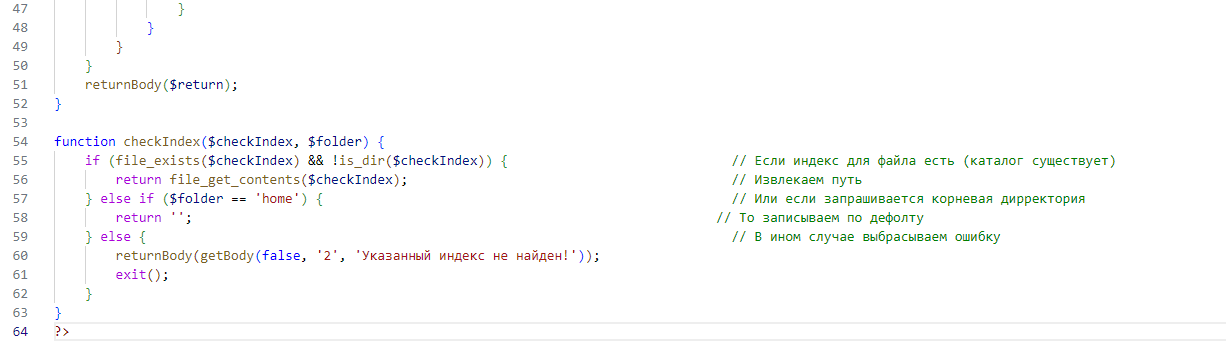 47                }
48            }
49        }
50    }
51    returnBody($return);
52 }
53
54 function checkIndex($checkIndex, $folder) {
55    if (file_exists($checkIndex) && !is_dir($checkIndex)) {    // Если индекс для файла есть (каталог существует)
56        return file_get_contents($checkIndex);    // Извлекаем путь
57    } else if ($folder == 'home') {    // Или если запрашивается корневая дирректория
58        return '';    // То записываем по дефолту
59    } else {    // В ином случае выбрасываем ошибку
60        returnBody(getBody(false, '2', 'Указанный индекс не найден!'));
61        exit();
62    }
63 }
64 ?>